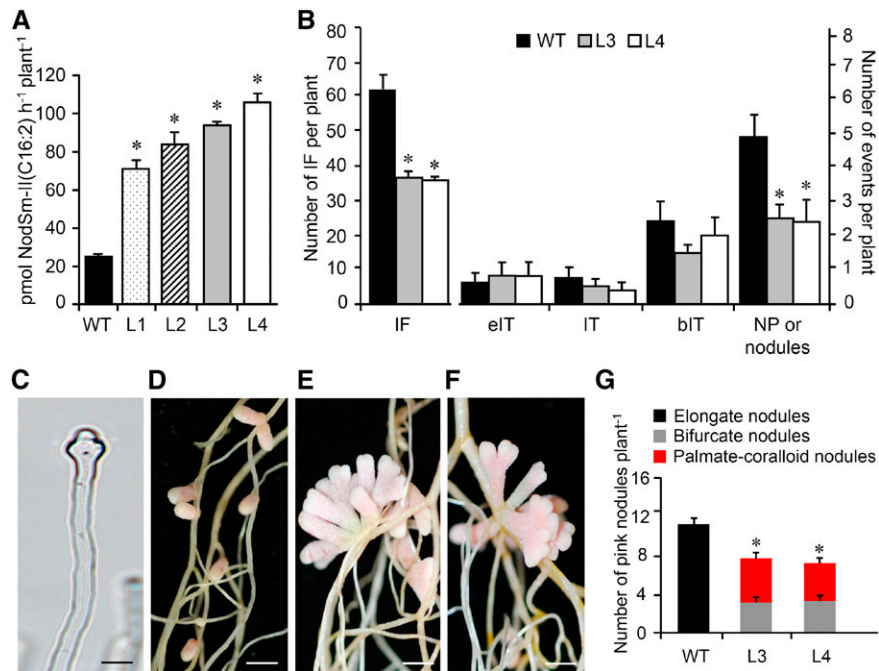 A
pmol NodSm-II(C16:2) h⁻¹ plant⁻¹
120
100
80
60
40
20
0
*
*
*
*
WT L1 L2 L3 L4
B
WT L3 L4
Number of IF per plant
80
70
60
50
40
30
20
10
0
* *
* *
8
7
6
5
4
3
2
1
0
Number of events per plant
IF eIT IT bIT NP or
nodules
C
D
E
F
G
Elongate nodules
Bifurcate nodules
Palmate-coralloid nodules
Number of pink nodules plant⁻¹
16
12
8
4
0
* *
WT L3 L4